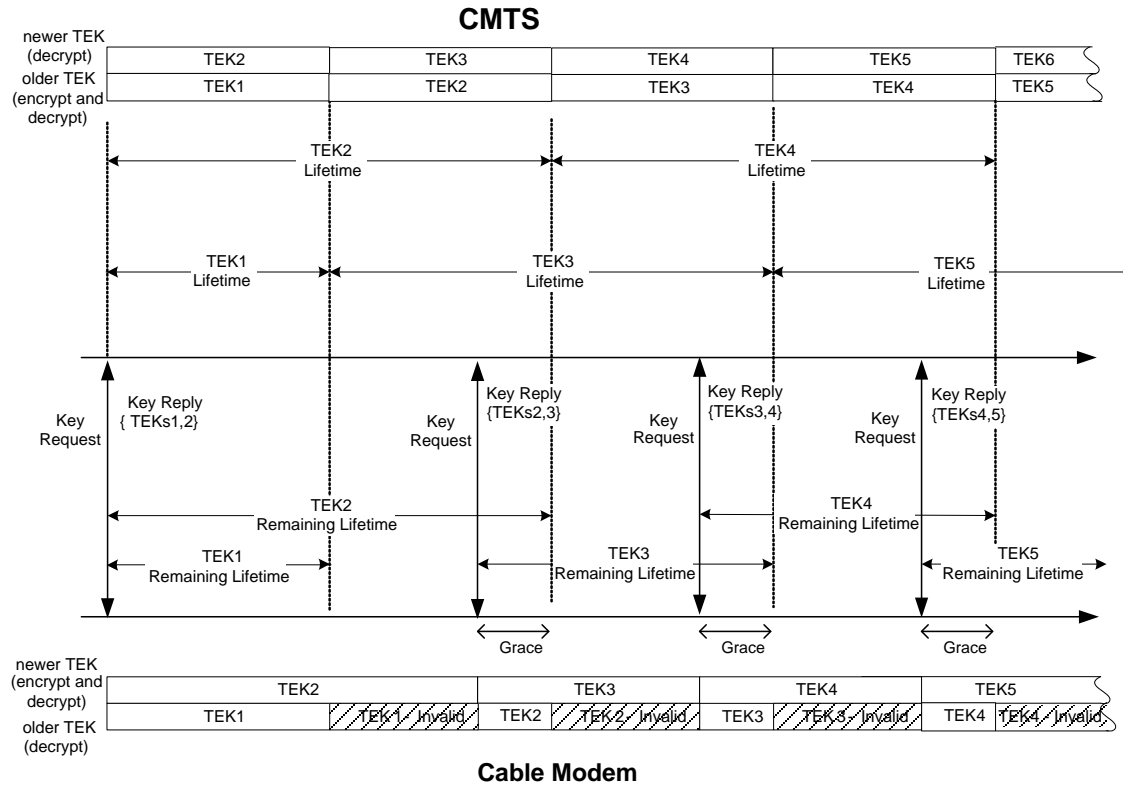 CMTS
newer TEK
(decrypt)
TEK2
TEK3
TEK4
TEK5
TEK6
older TEK
(encrypt and
decrypt)
TEK1
TEK2
TEK3
TEK4
TEK5
TEK2
Lifetime
TEK4
Lifetime
TEK1
Lifetime
TEK3
Lifetime
TEK5
Lifetime
Key
Request
Key Reply
{ TEKs1,2}
Key
Request
Key Reply
{TEKs2,3}
Key
Request
Key Reply
{TEKs3,4}
Key
Request
Key Reply
{TEKs4,5}
TEK2
Remaining Lifetime
TEK4
Remaining Lifetime
TEK1
Remaining Lifetime
TEK3
Remaining Lifetime
TEK5
Remaining Lifetime
Grace
Grace
Grace
newer TEK
(encrypt and
decrypt)
TEK2
TEK3
TEK4
TEK5
older TEK
(decrypt)
TEK1
TEK 1 - Invalid
TEK2
TEK 2 - Invalid
TEK3
TEK 3 - Invalid
TEK4
TEK 4 - Invalid
Cable Modem